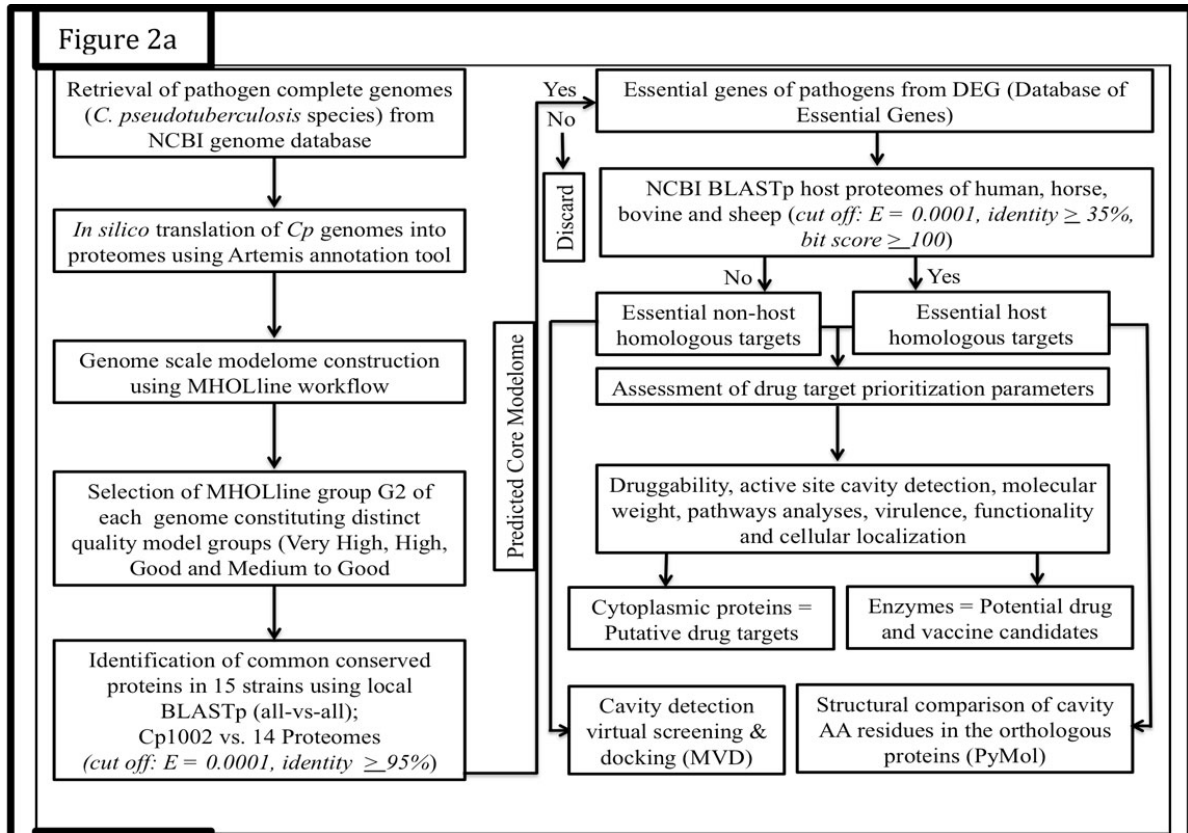 Figure 2a
Retrieval of pathogen complete genomes
(C. pseudotuberculosis species) from
NCBI genome database
In silico translation of Cp genomes into
proteomes using Artemis annotation tool
Genome scale modelome construction
using MHOLline workflow
Selection of MHOLline group G2 of
each genome constituting distinct
quality model groups (Very High, High,
Good and Medium to Good
Identification of common conserved
proteins in 15 strains using local
BLASTp (all-vs-all);
Cp1002 vs. 14 Proteomes
(cut off: E = 0.0001, identity ≥ 95%)
Predicted Core Modelome
Yes
No
Discard
Essential genes of pathogens from DEG (Database of
Essential Genes)
NCBI BLASTp host proteomes of human, horse,
bovine and sheep (cut off: E = 0.0001, identity ≥ 35%,
bit score ≥ 100)
No
Yes
Essential non-host
homologous targets
Essential host
homologous targets
Assessment of drug target prioritization parameters
Druggability, active site cavity detection, molecular
weight, pathways analyses, virulence, functionality
and cellular localization
Cytoplasmic proteins =
Putative drug targets
Enzymes = Potential drug
and vaccine candidates
Cavity detection
virtual screening &
docking (MVD)
Structural comparison of cavity
AA residues in the orthologous
proteins (PyMol)